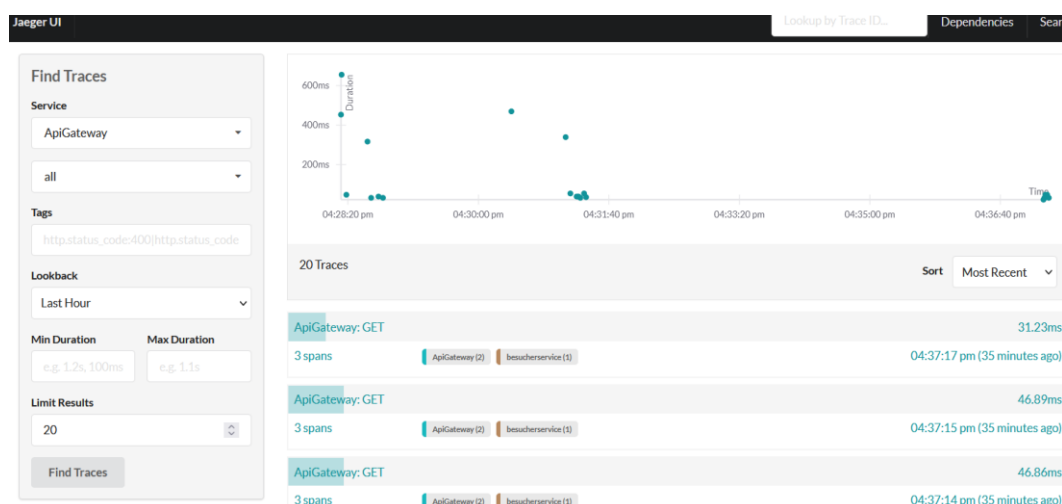 Jaeger UI
Lookup by Trace ID...
Dependencies
Sear
Find Traces
Service
ApiGateway
all
Tags
http.status_code:400|http.status_code
Lookback
Last Hour
Min Duration Max Duration
e.g. 1.2s, 100ms e.g. 1.1s
Limit Results
20
Find Traces
Duration
600ms
400ms
200ms
Time
04:28:20 pm 04:30:00 pm 04:31:40 pm 04:33:20 pm 04:35:00 pm 04:36:40 pm
20 Traces
Sort Most Recent
ApiGateway: GET 31.23ms
3 spans ApiGateway (2) besucherservice (1) 04:37:17 pm (35 minutes ago)
ApiGateway: GET 46.89ms
3 spans ApiGateway (2) besucherservice (1) 04:37:15 pm (35 minutes ago)
ApiGateway: GET 46.86ms
3 spans ApiGateway (2) besucherservice (1) 04:37:14 pm (35 minutes ago)